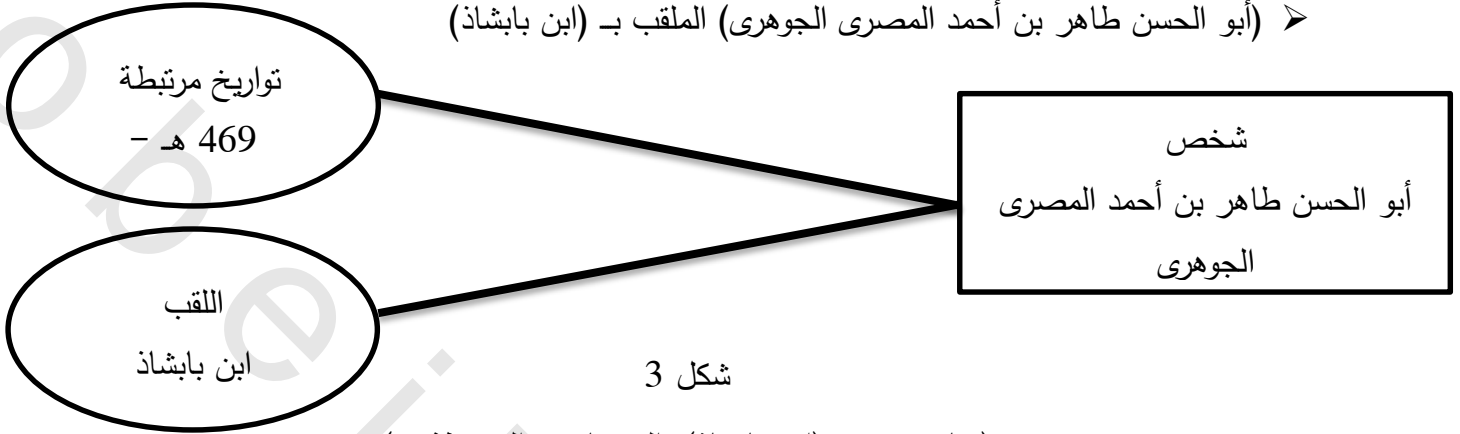 ➢ (أبو الحسن طاهر بن أحمد المصرى الجوهرى) الملقب بـ (ابن بابشاذ)
تواريخ مرتبطة
469 هـ –
شخص
أبو الحسن طاهر بن أحمد المصرى
الجوهرى
اللقب
ابن بابشاذ
شكل 3